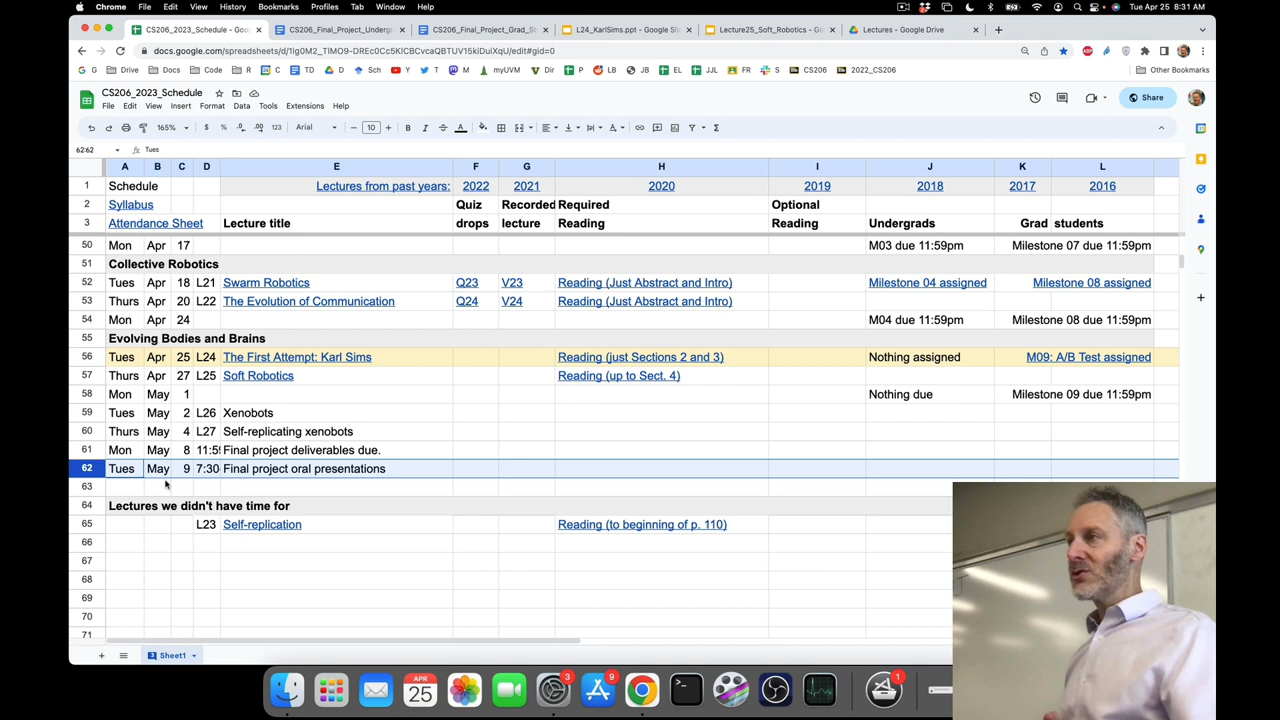 Chrome File Edit View History Bookmarks Profiles Tab Window Help Tue Apr 25 8:31 AM
CS206_2023_Schedule - Goo CS206_Final_Project_Underg CS206_Final_Project_Grad_St L24_KarlSims.ppt - Google Sli Lecture25_Soft_Robotics - Go Lectures - Google Drive
docs.google.com/spreadsheets/d/
G Drive Docs Code R TD D Sch Y T M myUVM Dir P LB JB EL JJL FR S CS206 2022_CS206 Other Bookmarks
CS206_2023_Schedule
File Edit View Insert Format Data Tools Extensions Help
Share
165% $ % .0 .00 123 Arial 10 B I A
62:62 Tues
A B C D E F G H I J K L
1 Schedule Lectures from past years: 2022 2021 2020 2019 2018 2017 2016
2 Syllabus Quiz Recorded Required Optional
3 Attendance Sheet Lecture title drops lecture Reading Reading Undergrads Grad students
50 Mon Apr 17 M03 due 11:59pm Milestone 07 due 11:59pm
51 Collective Robotics
52 Tues Apr 18 L21 Swarm Robotics Q23 V23 Reading (Just Abstract and Intro) Milestone 04 assigned Milestone 08 assigned
53 Thurs Apr 20 L22 The Evolution of Communication Q24 V24 Reading (Just Abstract and Intro)
54 Mon Apr 24 M04 due 11:59pm Milestone 08 due 11:59pm
55 Evolving Bodies and Brains
56 Tues Apr 25 L24 The First Attempt: Karl Sims Reading (just Sections 2 and 3) Nothing assigned M09: A/B Test assigned
57 Thurs Apr 27 L25 Soft Robotics Reading (up to Sect. 4)
58 Mon May 1 Nothing due Milestone 09 due 11:59pm
59 Tues May 2 L26 Xenobots
60 Thurs May 4 L27 Self-replicating xenobots
61 Mon May 8 11:59 Final project deliverables due.
62 Tues May 9 7:30 Final project oral presentations
63
64 Lectures we didn't have time for
65 L23 Self-replication Reading (to beginning of p. 110)
66
67
68
69
70
71
3 Sheet1
APR
25
3
9
1